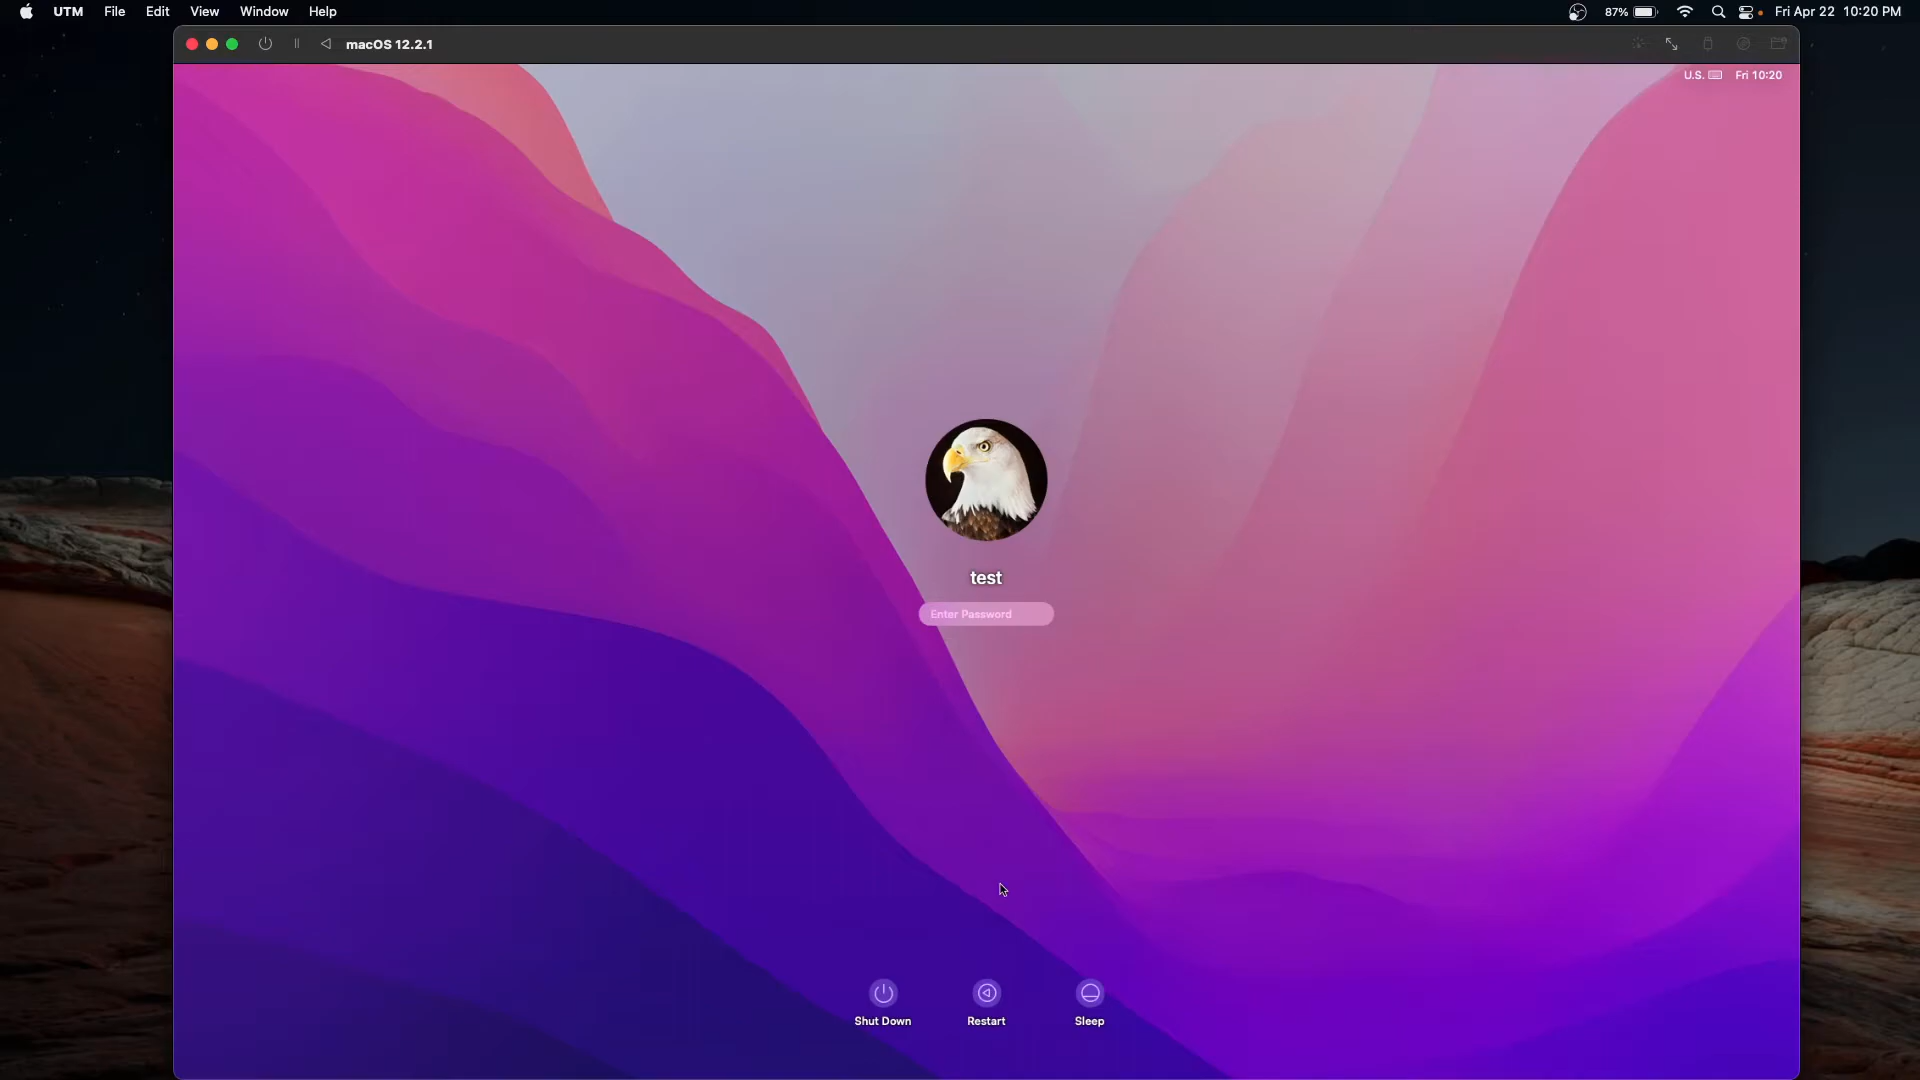 UTM File Edit View Window Help 87% Fri Apr 22 10:20 PM
macOS 12.2.1
U.S. Fri 10:20
test
Enter Password
Shut Down Restart Sleep